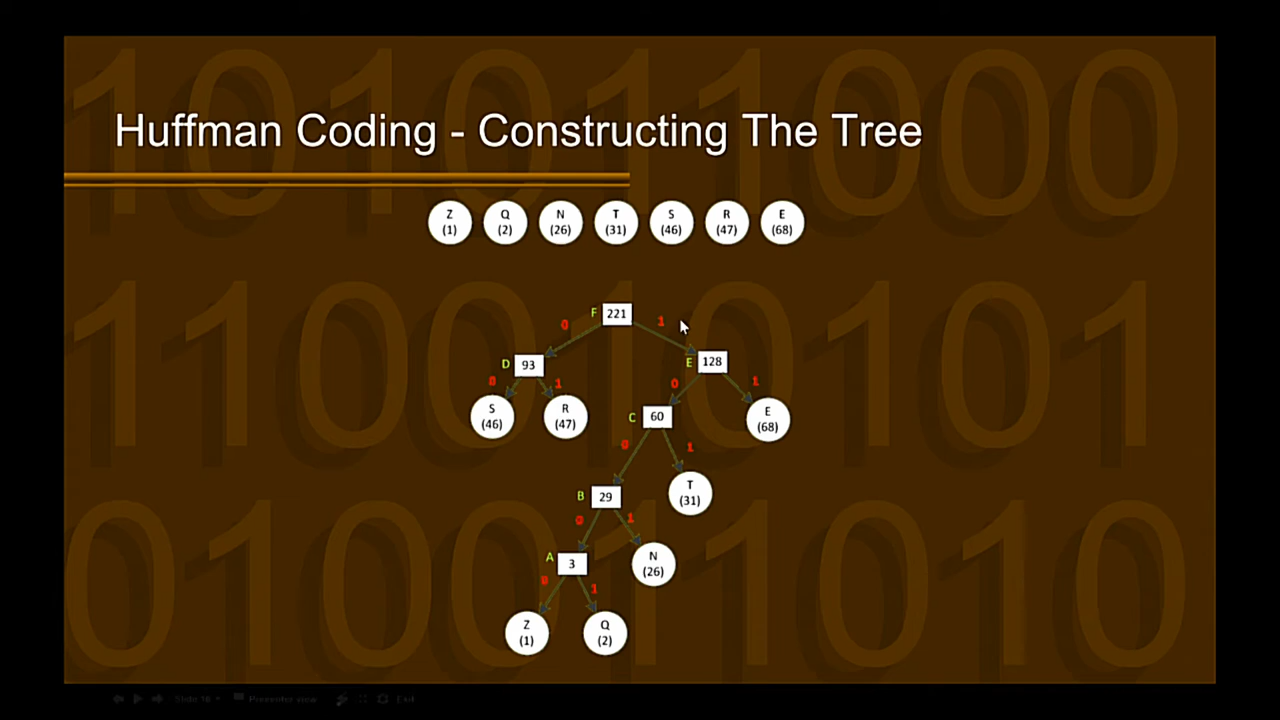 Huffman Coding - Constructing The Tree
Z Q N T S R E
(1) (2) (26) (31) (46) (47) (68)
F 221
0 1
D 93 E 128
0 1 0 1
S R C 60 E
(46) (47) (68)
0 1
B 29 T
(31)
0 1
A 3 N
(26)
0 1
Z Q
(1) (2)
Slide 18 Presenter view Exit